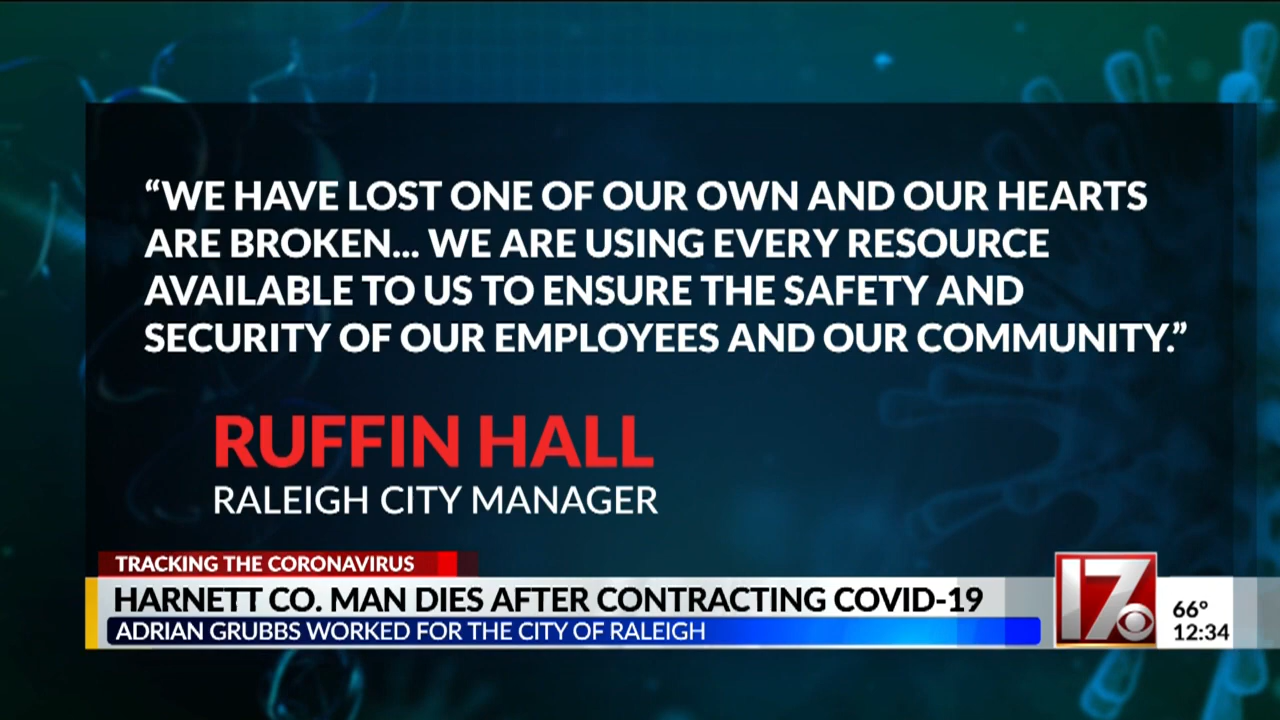 “WE HAVE LOST ONE OF OUR OWN AND OUR HEARTS
ARE BROKEN... WE ARE USING EVERY RESOURCE
AVAILABLE TO US TO ENSURE THE SAFETY AND
SECURITY OF OUR EMPLOYEES AND OUR COMMUNITY.”
RUFFIN HALL
RALEIGH CITY MANAGER
TRACKING THE CORONAVIRUS
HARNETT CO. MAN DIES AFTER CONTRACTING COVID-19
ADRIAN GRUBBS WORKED FOR THE CITY OF RALEIGH
17
66°
12:34